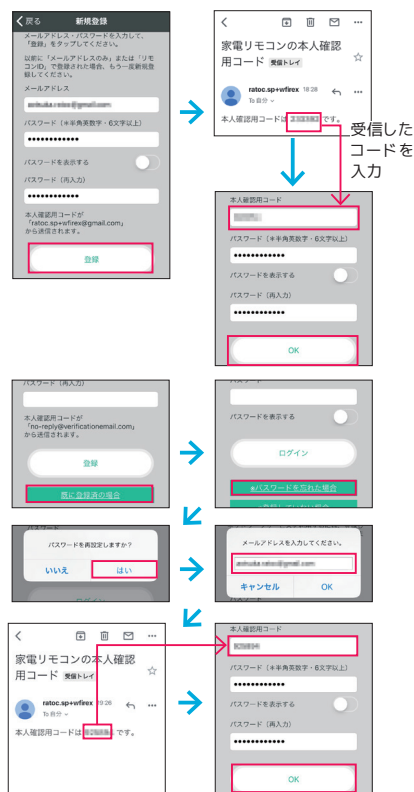 戻る 新規登録
メールアドレス・パスワードを入力して、
「登録」をタップしてください。
以前に「メールアドレスのみ」または「リモ
コンID」で登録された場合、もう一度新規登
録してください。
メールアドレス
パスワード（＊半角英数字・6文字以上）
パスワードを表示する
パスワード（再入力）
本人確認用コードが
「ratoc.sp+wfirex@gmail.com」
から送信されます。
登録
家電リモコンの本人確認
用コード 受信トレイ
ratoc.sp+wfirex 18:28
To 自分
本人確認用コードは です。
受信した
コードを
入力
本人確認用コード
パスワード（＊半角英数字・6文字以上）
パスワードを表示する
パスワード（再入力）
OK
パスワード（再入力）
本人確認用コードが
「no-reply@verificationemail.com」
から送信されます。
登録
既に登録済の場合
パスワードを表示する
ログイン
※パスワードを忘れた場合
パスワードを再設定しますか？
いいえ はい
メールアドレスを入力してください。
キャンセル OK
家電リモコンの本人確認
用コード 受信トレイ
ratoc.sp+wfirex 19:26
To 自分
本人確認用コードは です。
本人確認用コード
パスワード（＊半角英数字・6文字以上）
パスワードを表示する
パスワード（再入力）
OK